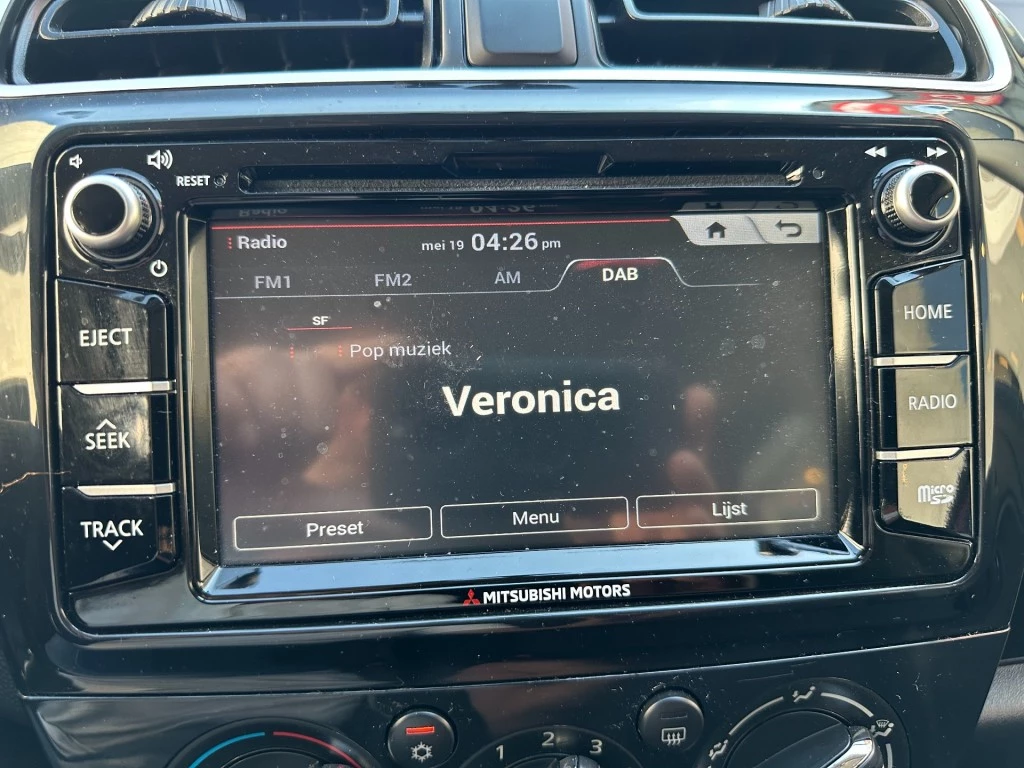 RESET
Radio
mei 19 04:26 pm
FM1 FM2 AM DAB
SF
Pop muziek
Veronica
Preset Menu Lijst
EJECT
SEEK
TRACK
HOME
RADIO
Micro SD
MITSUBISHI MOTORS
1 2 3